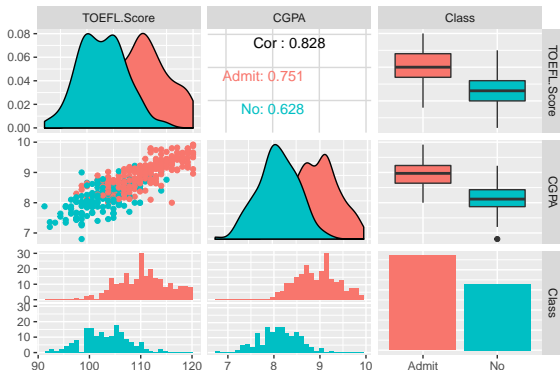 TOEFL.Score CGPA Class
0.08
0.06
0.04
0.02
0.00
Cor : 0.828
Admit: 0.751
No: 0.628
TOEFL.Score
10
9
8
7
CGPA
30
20
10
0
30
20
10
0
Class
90 100 110 120
7 8 9 10
Admit No